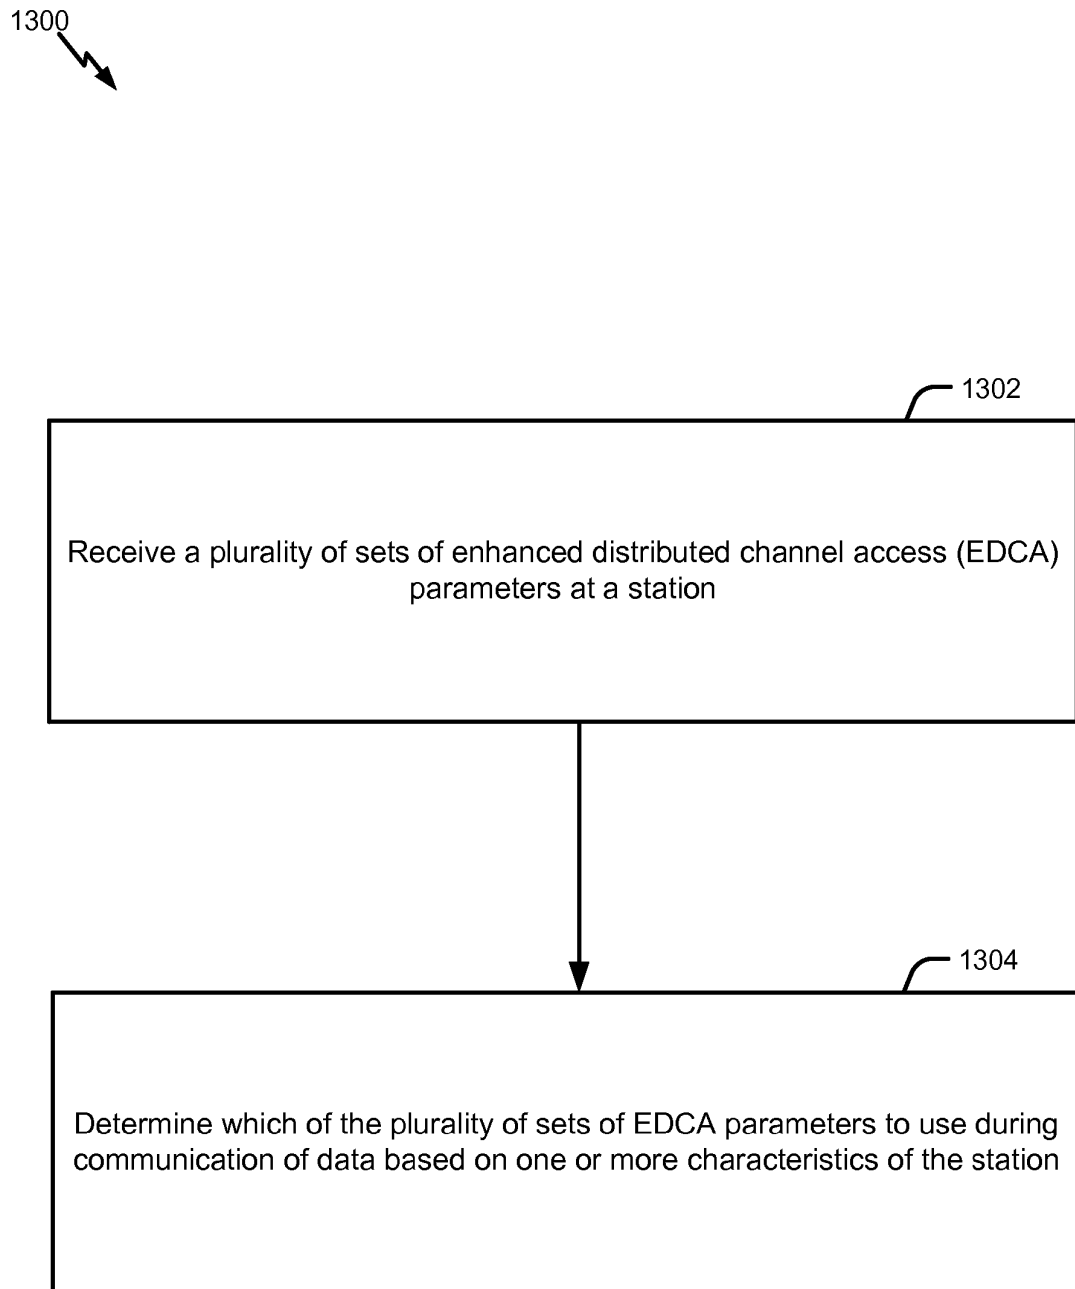 1300
1302
Receive a plurality of sets of enhanced distributed channel access (EDCA)
parameters at a station
1304
Determine which of the plurality of sets of EDCA parameters to use during
communication of data based on one or more characteristics of the station